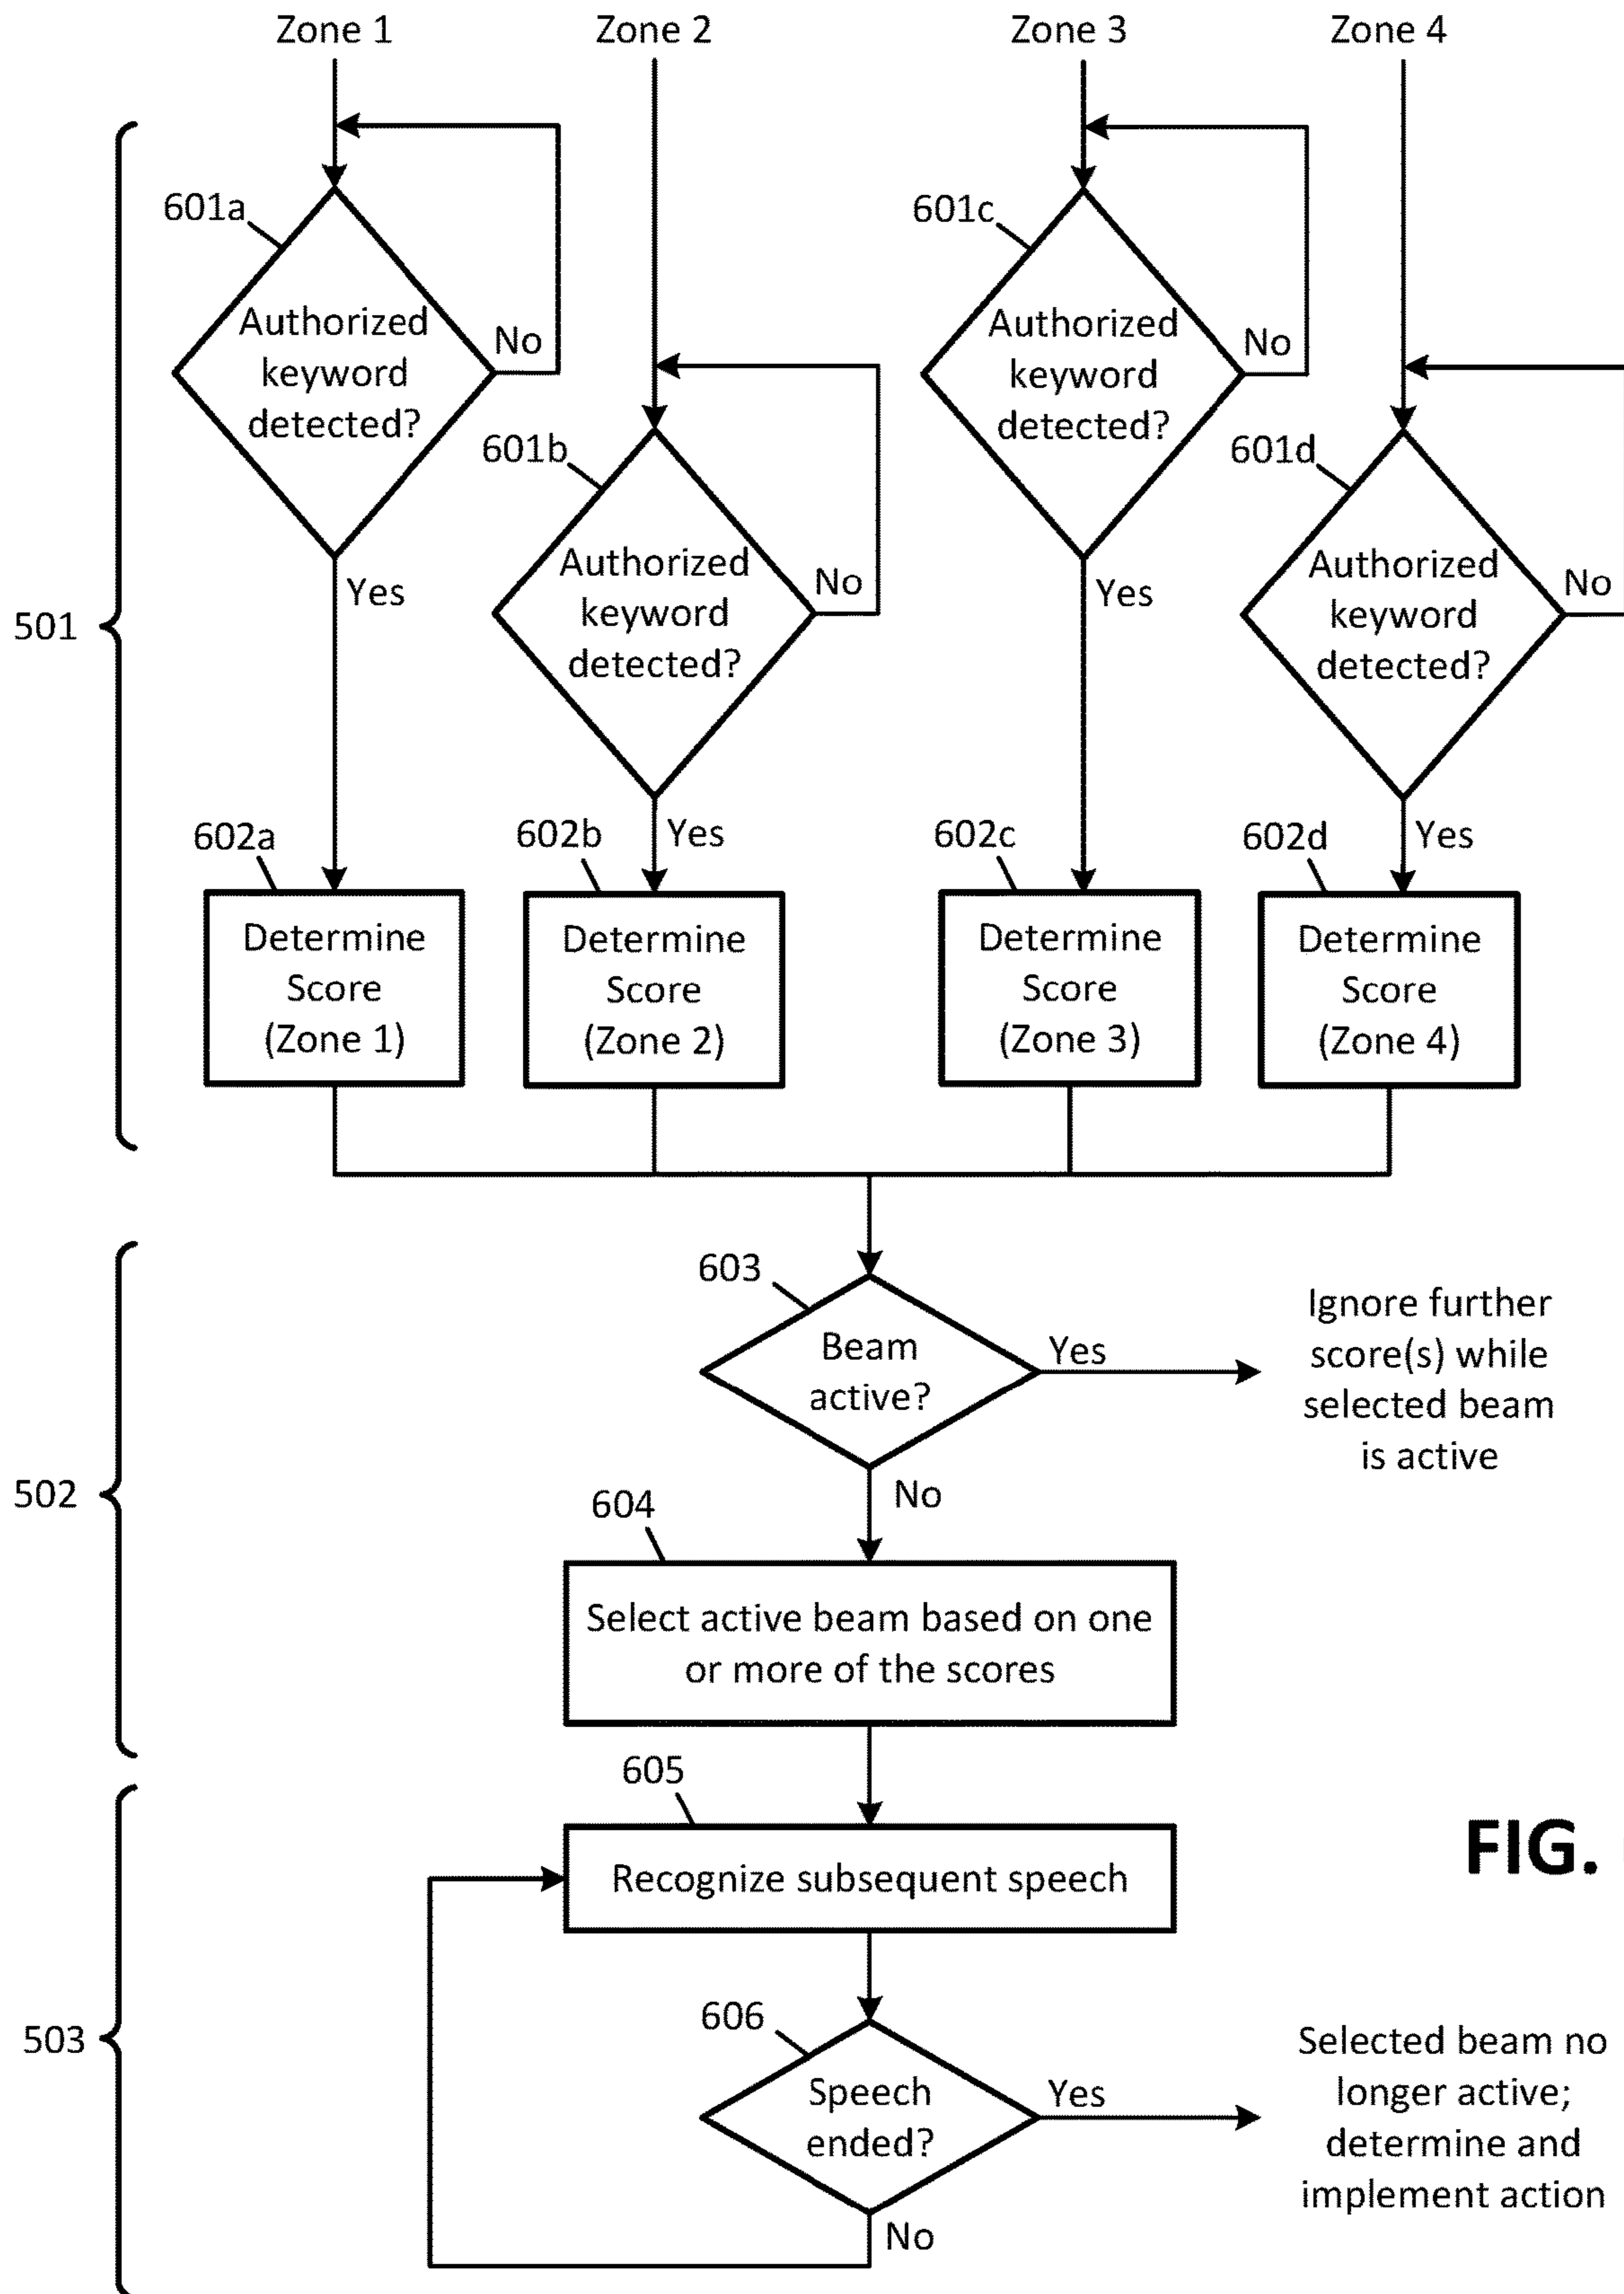 Zone 1
Zone 2
Zone 3
Zone 4
601a
601c
Authorized
keyword
detected?
No
Authorized
keyword
detected?
No
601b
601d
Authorized
keyword
detected?
No
Authorized
keyword
detected?
No
Yes
Yes
501
602a
602b
Yes
602c
602d
Yes
Determine
Score
(Zone 1)
Determine
Score
(Zone 2)
Determine
Score
(Zone 3)
Determine
Score
(Zone 4)
603
Beam
active?
Yes
Ignore further
score(s) while
selected beam
is active
No
502
604
Select active beam based on one
or more of the scores
605
Recognize subsequent speech
FIG.
503
606
Speech
ended?
Yes
Selected beam no
longer active;
determine and
implement action
No